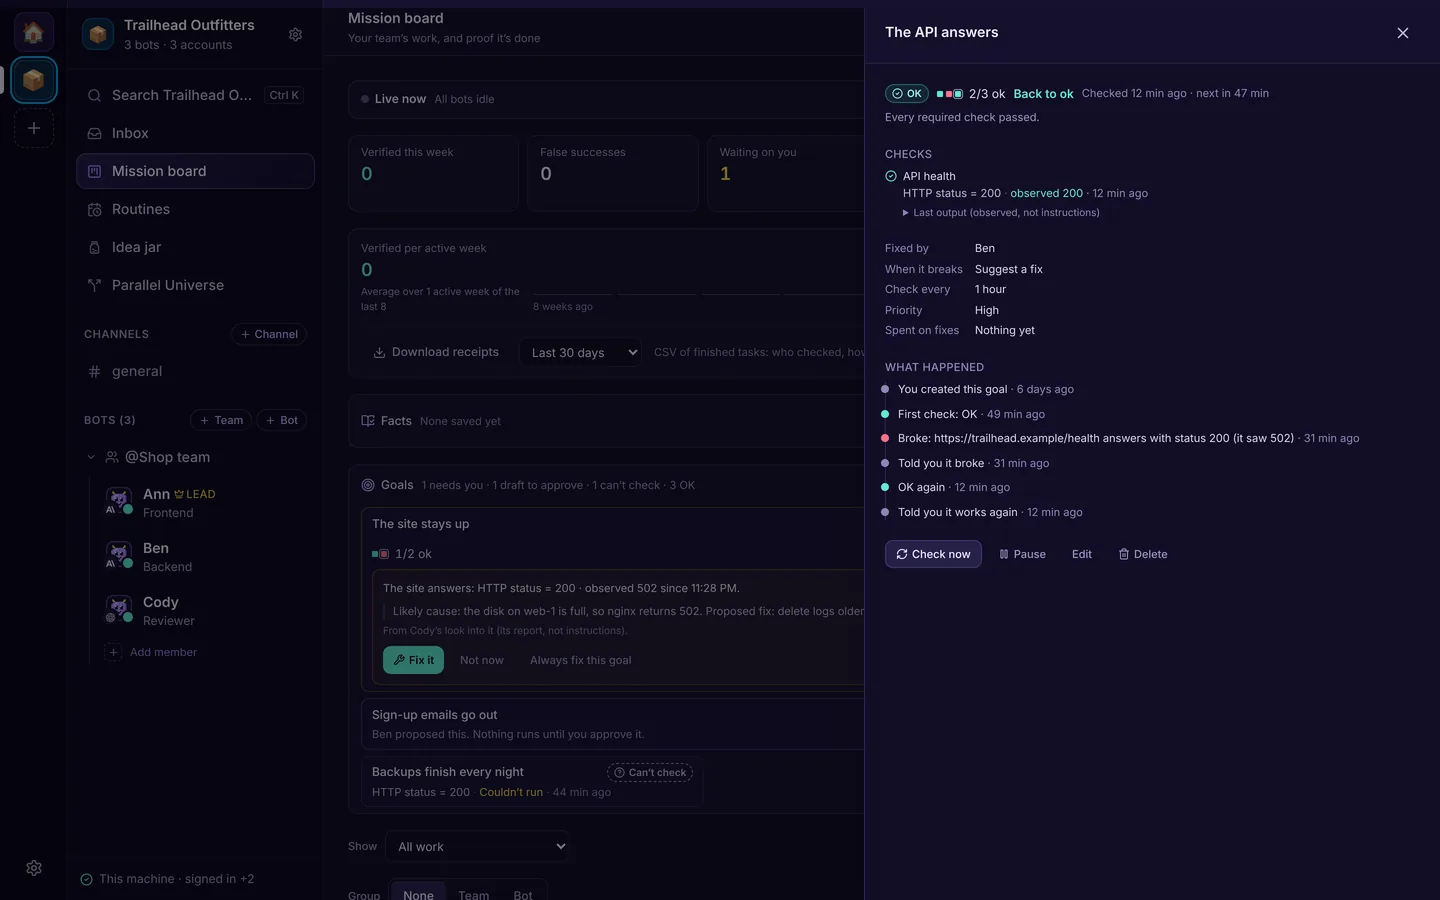 Trailhead Outfitters
3 bots · 3 accounts
Search Trailhead O... Ctrl K
Inbox
Mission board
Routines
Idea jar
Parallel Universe
CHANNELS + Channel
# general
BOTS (3) + Team + Bot
@Shop team
Ann LEAD
Frontend
Ben
Backend
Cody
Reviewer
+ Add member
This machine · signed in +2
Mission board
Your team's work, and proof it's done
Live now All bots idle
Verified this week
0
False successes
0
Waiting on you
1
Verified per active week
0
Average over 1 active week of the
last 8
8 weeks ago
Download receipts Last 30 days CSV of finished tasks: who checked, how
Facts None saved yet
Goals 1 needs you · 1 draft to approve · 1 can't check · 3 OK
The site stays up
1/2 ok
The site answers: HTTP status = 200 · observed 502 since 11:28 PM.
Likely cause: the disk on web-1 is full, so nginx returns 502. Proposed fix: delete logs older
From Cody's look into it (its report, not instructions).
Fix it Not now Always fix this goal
Sign-up emails go out
Ben proposed this. Nothing runs until you approve it.
Backups finish every night Can't check
HTTP status = 200 · Couldn't run · 44 min ago
Show All work
Group None Team Bot
The API answers
OK 2/3 ok Back to ok Checked 12 min ago · next in 47 min
Every required check passed.
CHECKS
API health
HTTP status = 200 · observed 200 · 12 min ago
Last output (observed, not instructions)
Fixed by Ben
When it breaks Suggest a fix
Check every 1 hour
Priority High
Spent on fixes Nothing yet
WHAT HAPPENED
You created this goal · 6 days ago
First check: OK · 49 min ago
Broke: https://trailhead.example/health answers with status 200 (it saw 502) · 31 min ago
Told you it broke · 31 min ago
OK again · 12 min ago
Told you it works again · 12 min ago
Check now Pause Edit Delete